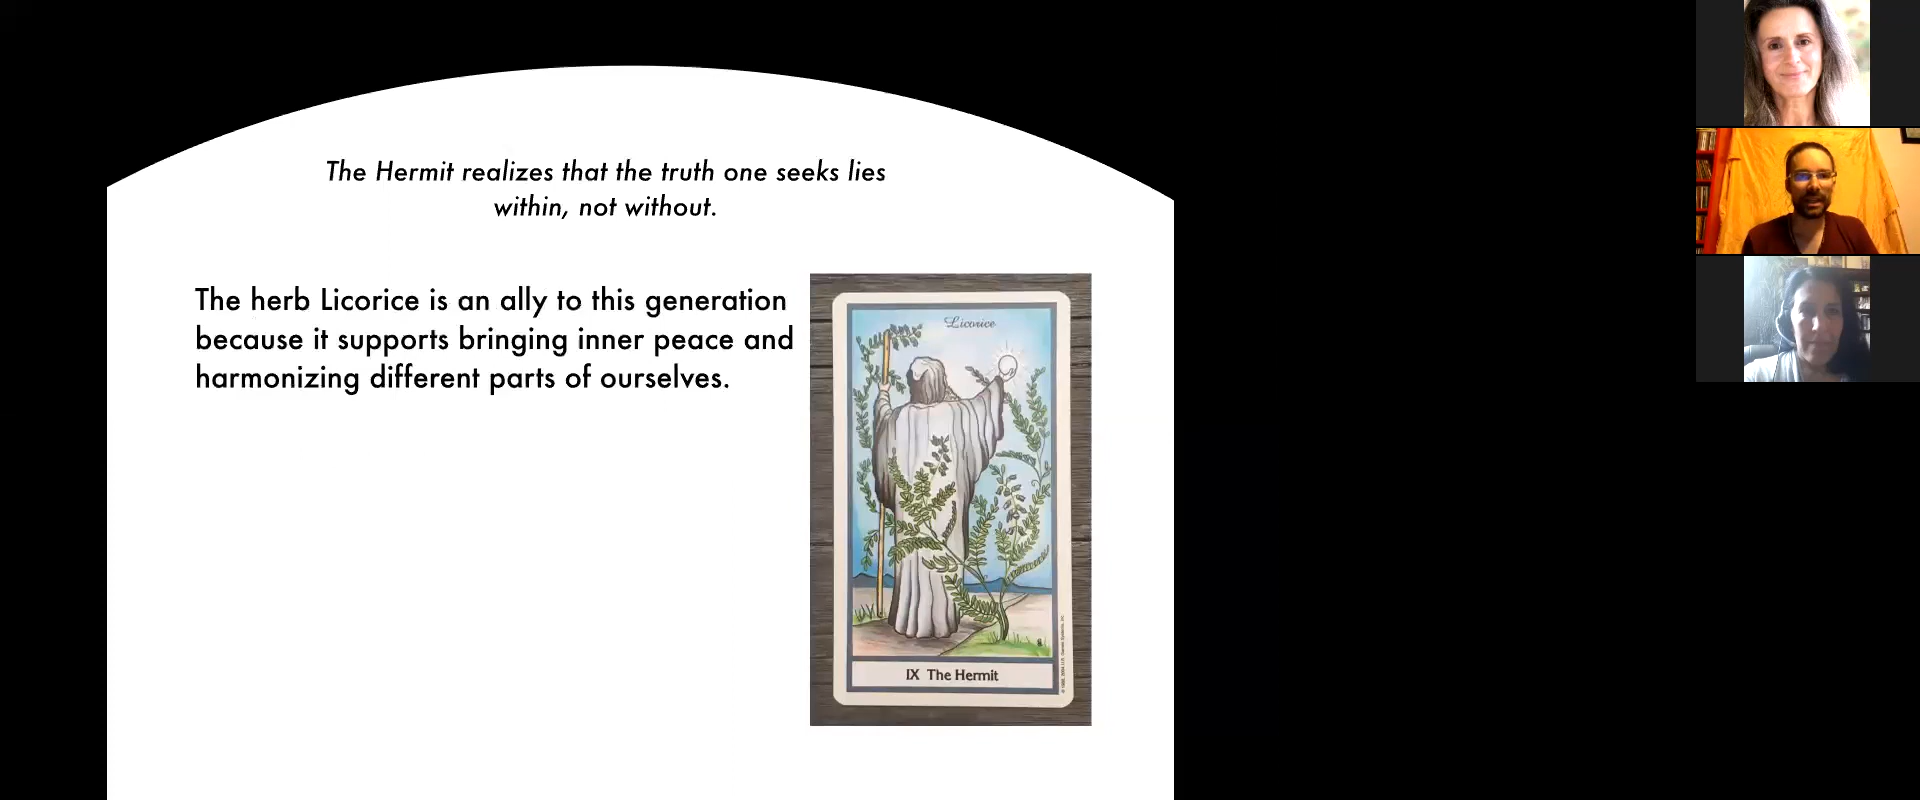 The Hermit realizes that the truth one seeks lies
within, not without.
The herb Licorice is an ally to this generation
because it supports bringing inner peace and
harmonizing different parts of ourselves.
Licorice
IX The Hermit